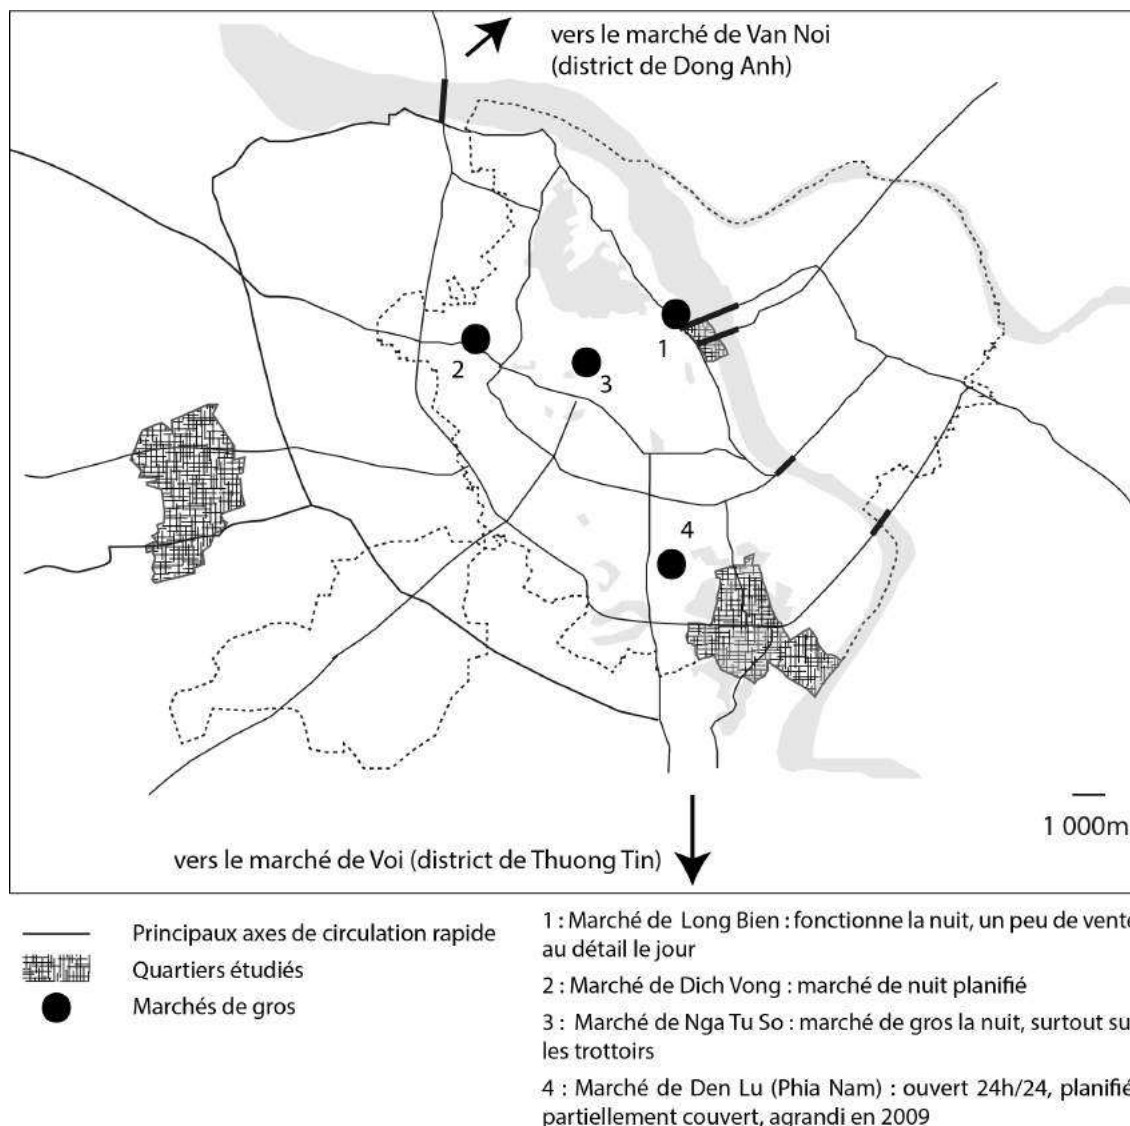 vers le marché de Van Noi
(district de Dong Anh)
1
2
3
4
1 000m
vers le marché de Voi (district de Thuong Tin)
Principaux axes de circulation rapide
Quartiers étudiés
Marchés de gros
1 : Marché de Long Bien : fonctionne la nuit, un peu de vente
au détail le jour
2 : Marché de Dich Vong : marché de nuit planifié
3 : Marché de Nga Tu So : marché de gros la nuit, surtout su
les trottoirs
4 : Marché de Den Lu (Phia Nam) : ouvert 24h/24, planifié
partiellement couvert, agrandi en 2009